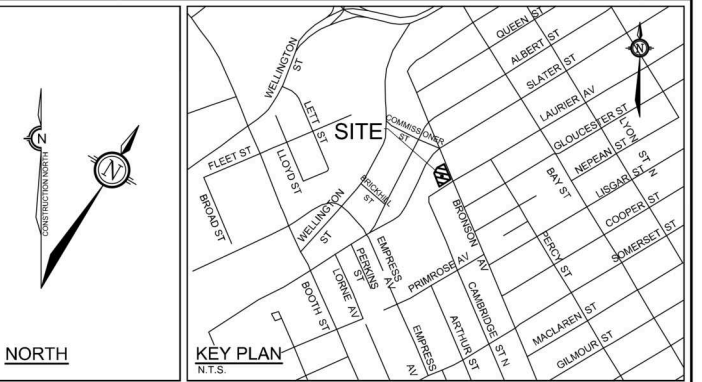 N
CONSTRUCTION NORTH
N
NORTH
QUEEN ST
ALBERT ST
SLATER ST
LAURIER AV
GLOUCESTER ST
NEPEAN ST
LISGAR ST
COOPER ST
SOMERSET ST
LYON ST N
BAY ST
PERCY ST
MACLAREN ST
GILMOUR ST
N
WELLINGTON ST
LETT ST
SITE
COMMISSIONER ST
FLEET ST
LLOYD ST
BRICKHILL ST
BROAD ST
WELLINGTON ST
BRONSON AV
EMPRESS AV
PERKINS ST
PRIMROSE AV
LORNE AV
BOOTH ST
CAMBRIDGE ST N
ARTHUR ST
EMPRESS AV
KEY PLAN
N.T.S.